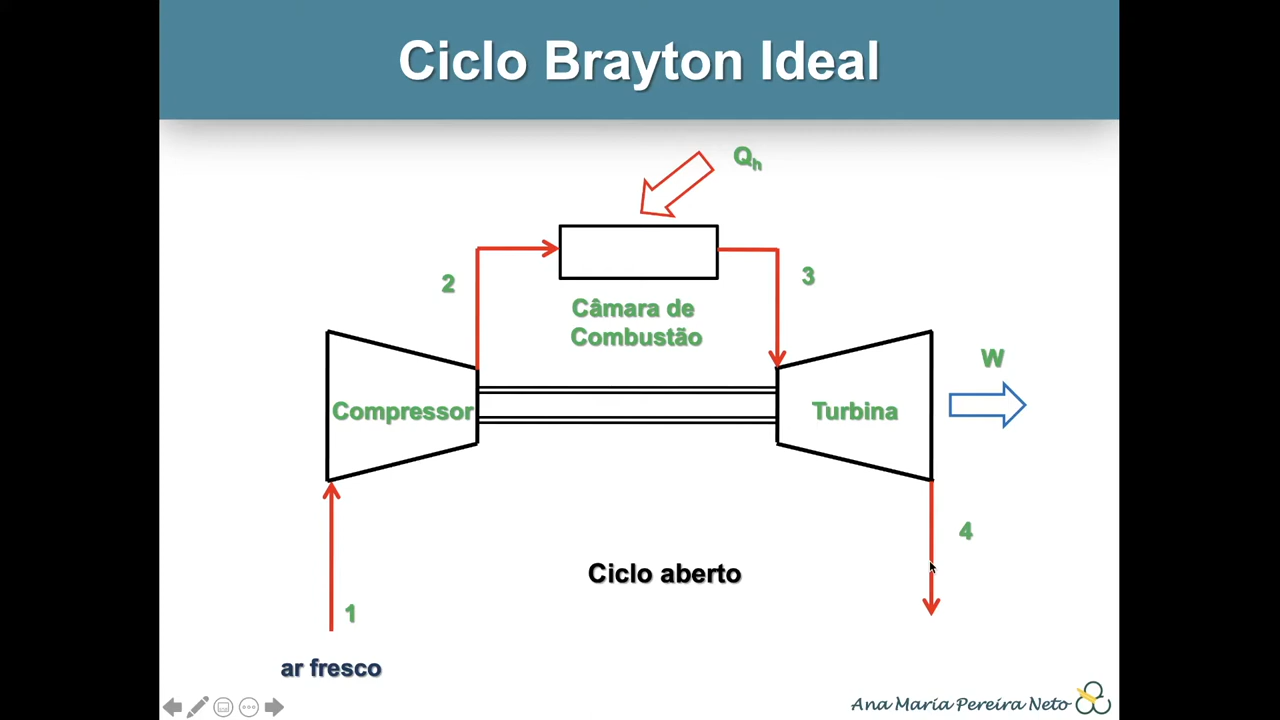 Ciclo Brayton Ideal
Qh
2
3
Câmara de
Combustão
W
Compressor
Turbina
4
Ciclo aberto
1
ar fresco
Ana Maria Pereira Neto